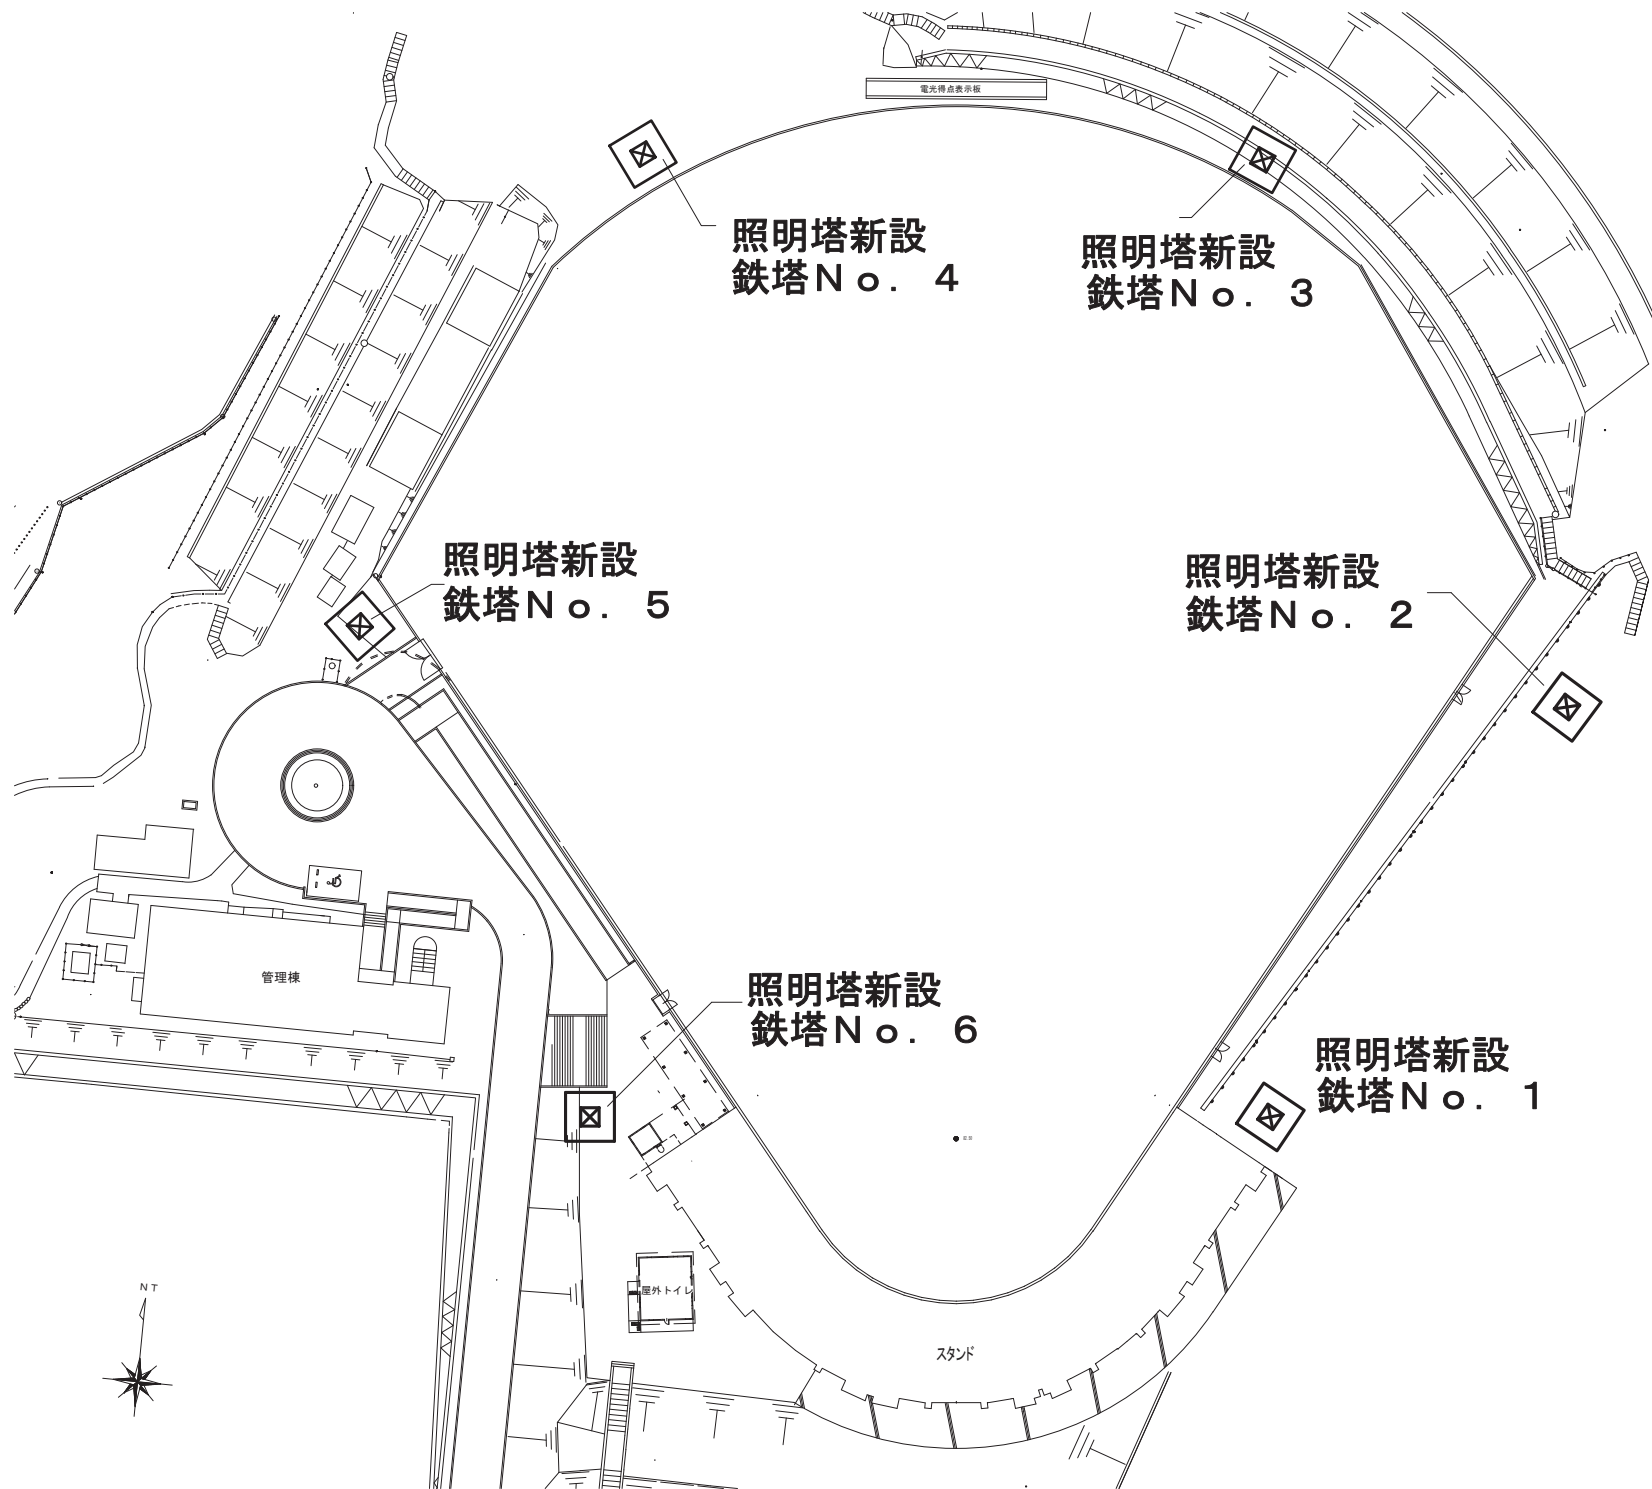 電光得点表示板
照明塔新設
鉄塔No. 4
照明塔新設
鉄塔No. 3
照明塔新設
鉄塔No. 5
照明塔新設
鉄塔No. 2
管理棟
照明塔新設
鉄塔No. 6
照明塔新設
鉄塔No. 1
NT
屋外トイレ
スタンド